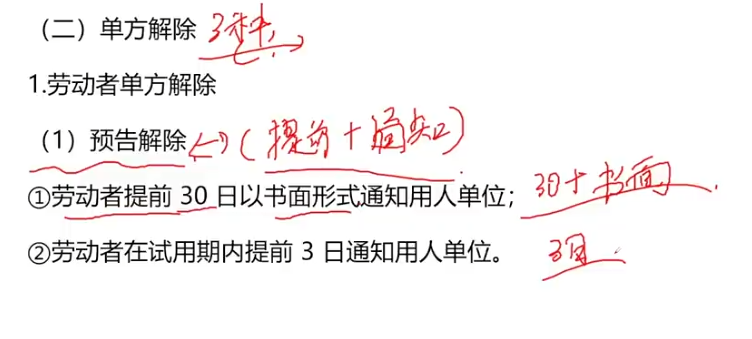 （二）单方解除 3种
1.劳动者单方解除
（1）预告解除 (提前+通知)
①劳动者提前 30 日以书面形式通知用人单位； 30+书面
②劳动者在试用期内提前 3 日通知用人单位。 3日